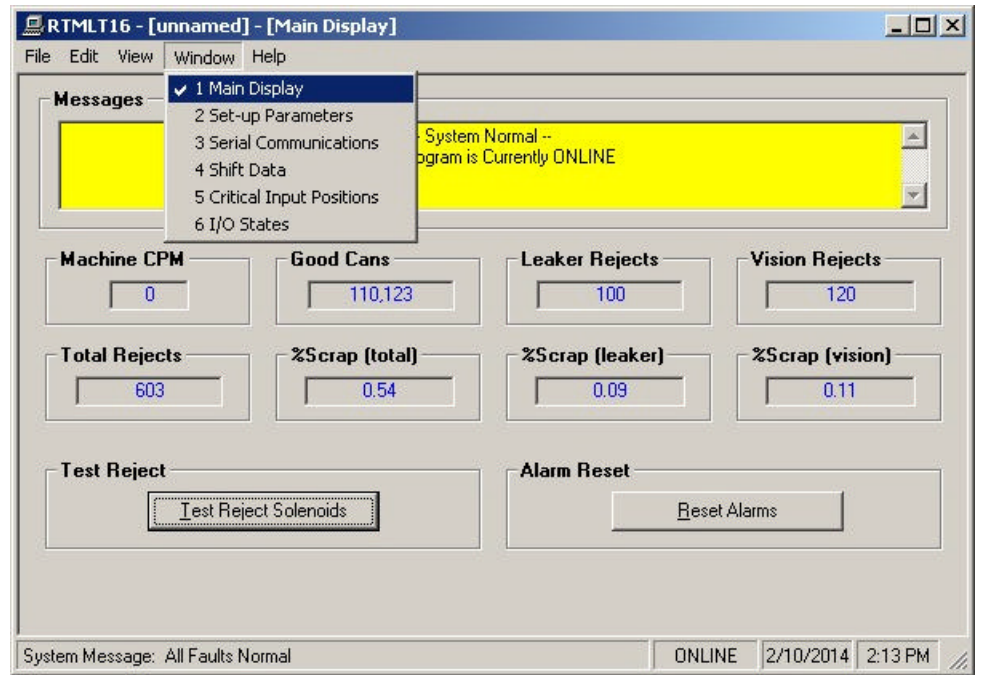 RTMLT16 - [unnamed] - [Main Display]
File Edit View Window Help
1 Main Display
2 Set-up Parameters
3 Serial Communications
4 Shift Data
5 Critical Input Positions
6 I/O States
Messages
System Normal --
is Currently ONLINE
Machine CPM
0
Good Cans
110,123
Leaker Rejects
100
Vision Rejects
120
Total Rejects
603
%Scrap (total)
0.54
%Scrap (leaker)
0.09
%Scrap (vision)
0.11
Test Reject
Test Reject Solenoids
Alarm Reset
Reset Alarms
System Message: All Faults Normal
ONLINE 2/10/2014 2:13 PM